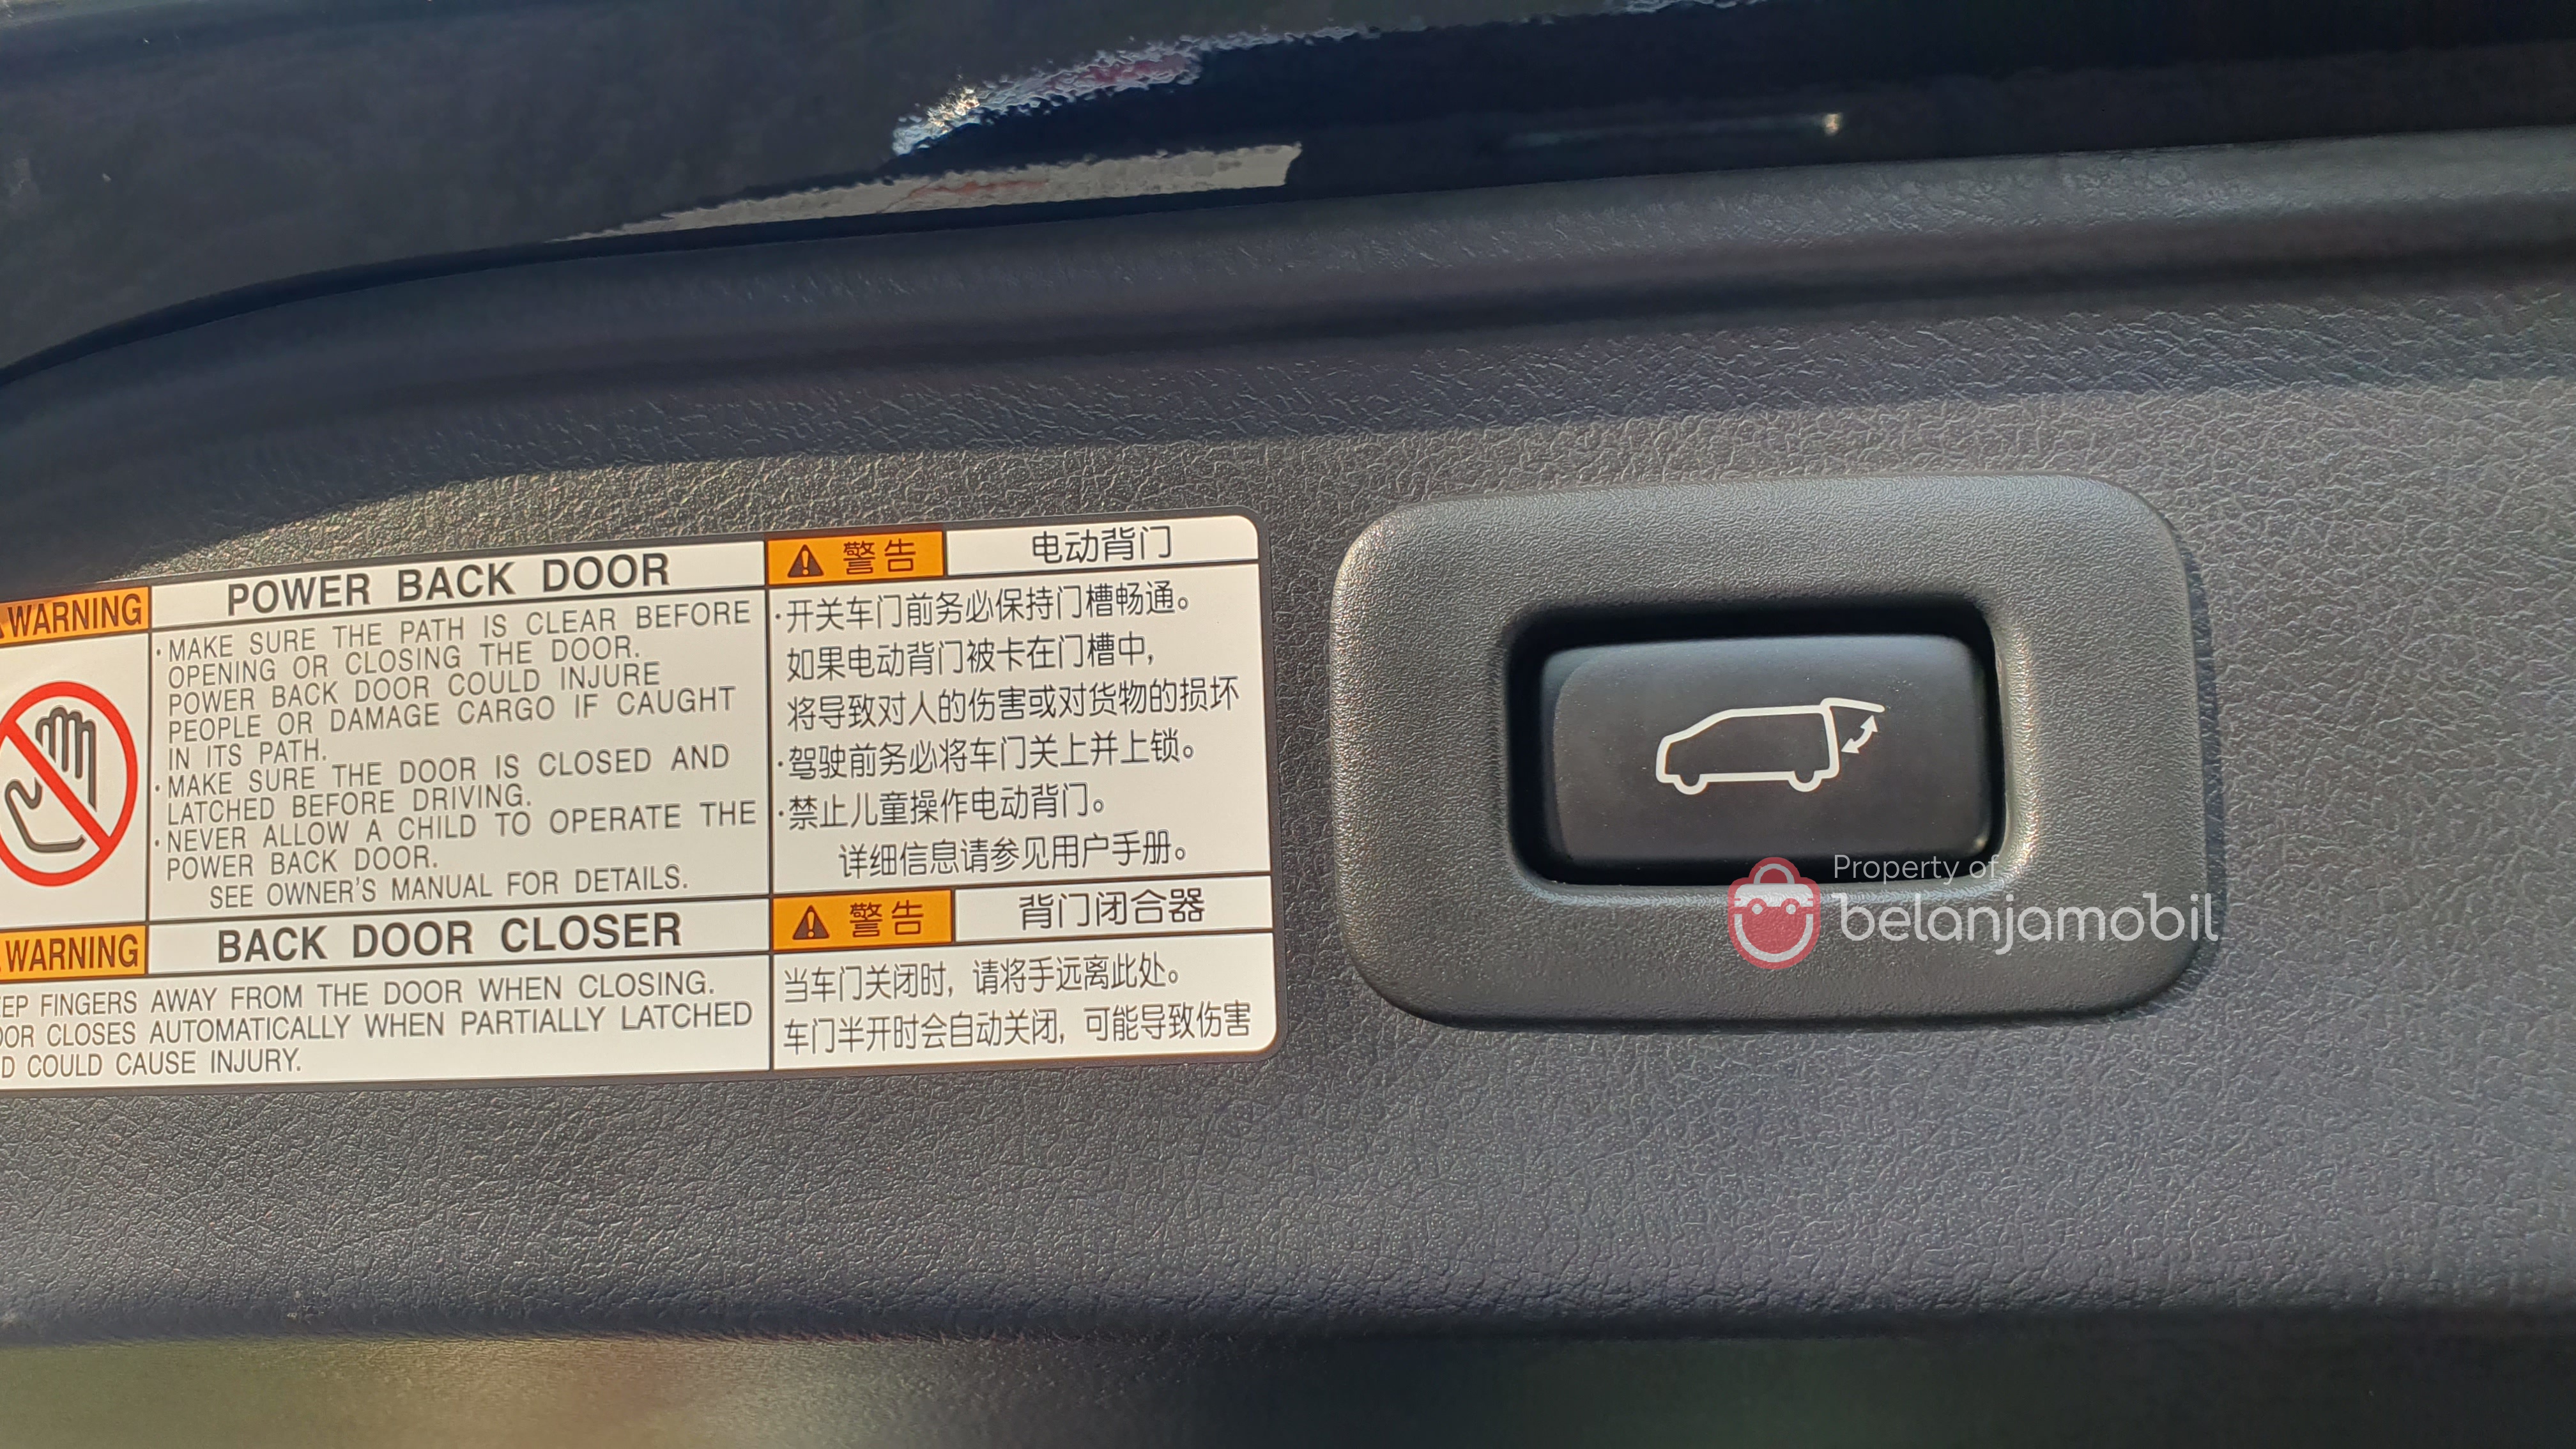 WARNING
POWER BACK DOOR
·MAKE SURE THE PATH IS CLEAR BEFORE
OPENING OR CLOSING THE DOOR.
POWER BACK DOOR COULD INJURE
PEOPLE OR DAMAGE CARGO IF CAUGHT
IN ITS PATH.
·MAKE SURE THE DOOR IS CLOSED AND
LATCHED BEFORE DRIVING.
·NEVER ALLOW A CHILD TO OPERATE THE
POWER BACK DOOR.
SEE OWNER'S MANUAL FOR DETAILS.
WARNING
BACK DOOR CLOSER
FINGERS AWAY FROM THE DOOR WHEN CLOSING.
CLOSES AUTOMATICALLY WHEN PARTIALLY LATCHED
COULD CAUSE INJURY.
警告
电动背门
·开关车门前务必保持门槽畅通。
如果电动背门被卡在门槽中,
将导致对人的伤害或对货物的损坏
·驾驶前务必将车门关上并上锁。
·禁止儿童操作电动背门。
详细信息请参见用户手册。
警告
背门闭合器
当车门关闭时, 请将手远离此处。
车门半开时会自动关闭, 可能导致伤害
Property of
belanjamobil